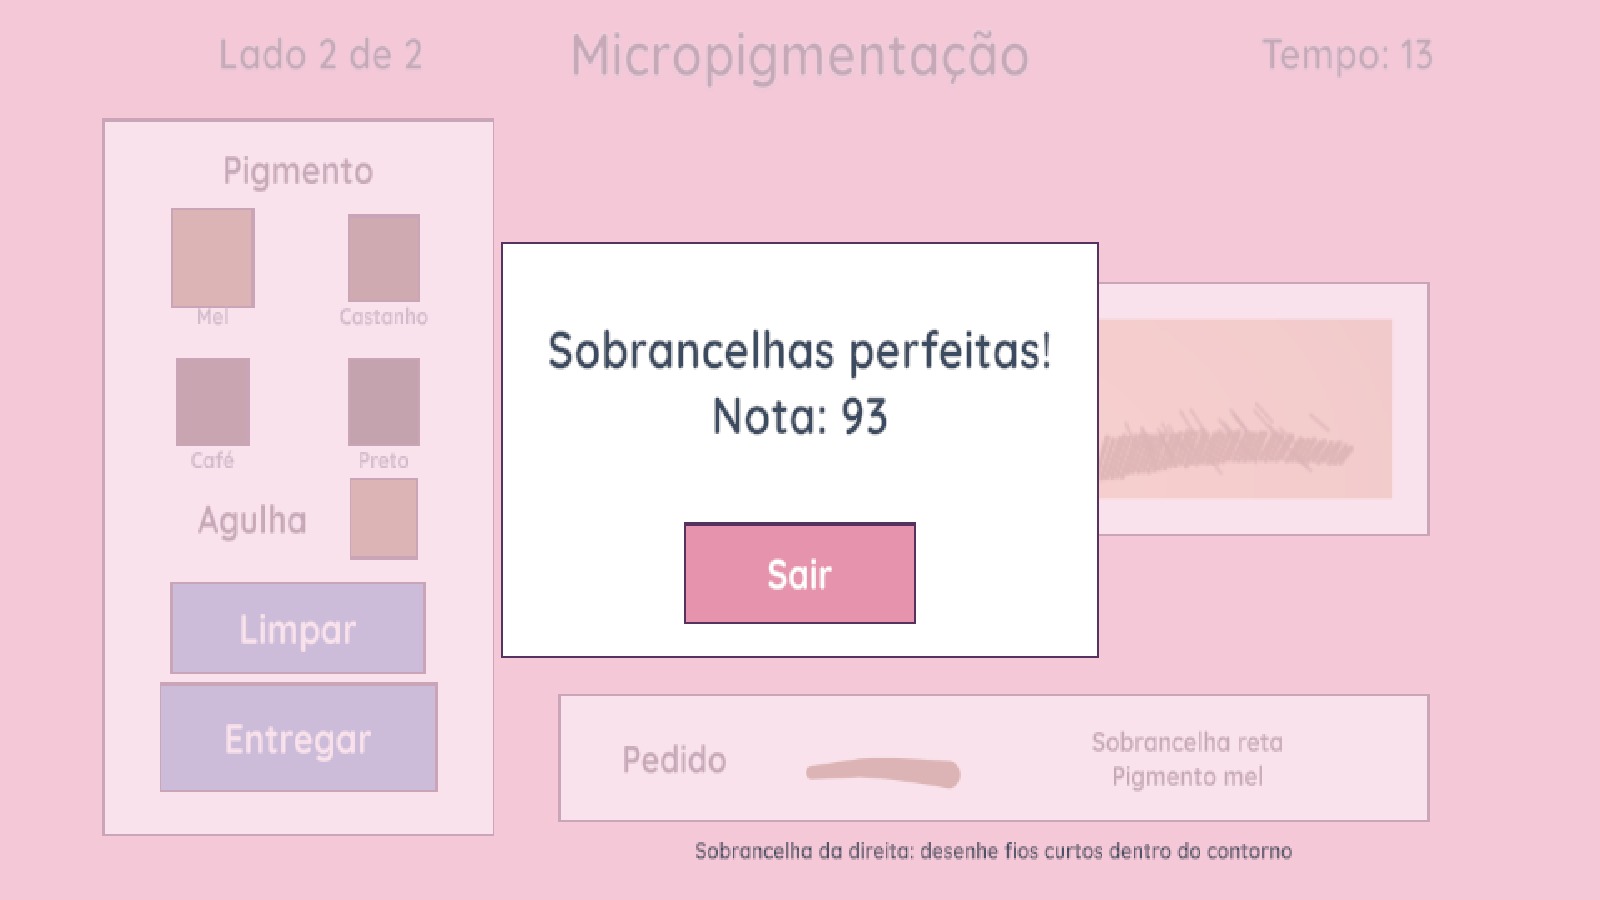 Lado 2 de 2
Micropigmentação
Tempo: 13
Pigmento
Mel
Castanho
Café
Preto
Agulha
Limpar
Entregar
Sobrancelhas perfeitas!
Nota: 93
Sair
Pedido
Sobrancelha reta
Pigmento mel
Sobrancelha da direita: desenhe fios curtos dentro do contorno